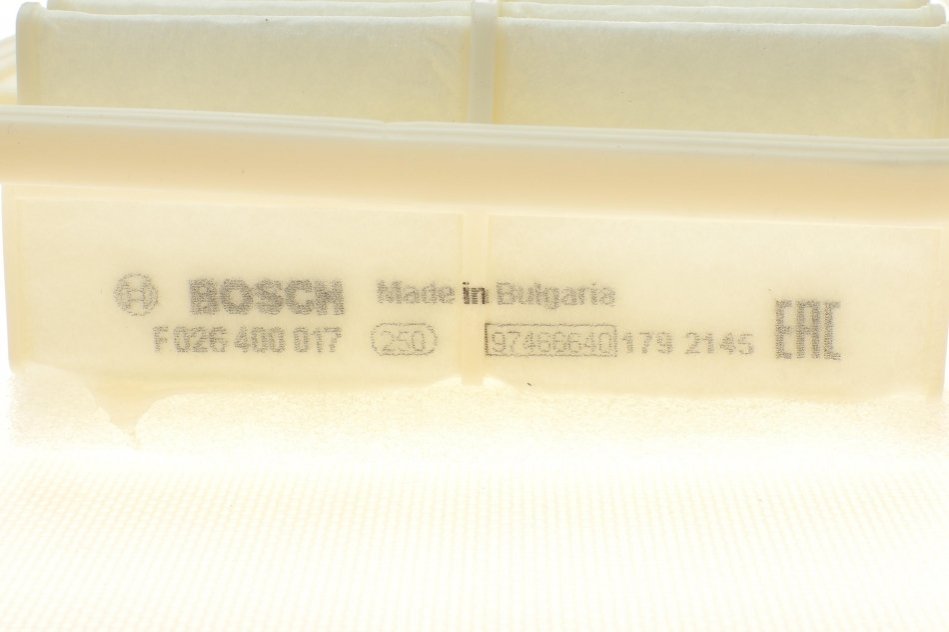 BOSCH Made in Bulgaria
F 026 400 017 250 97468640 179 2145 EAC